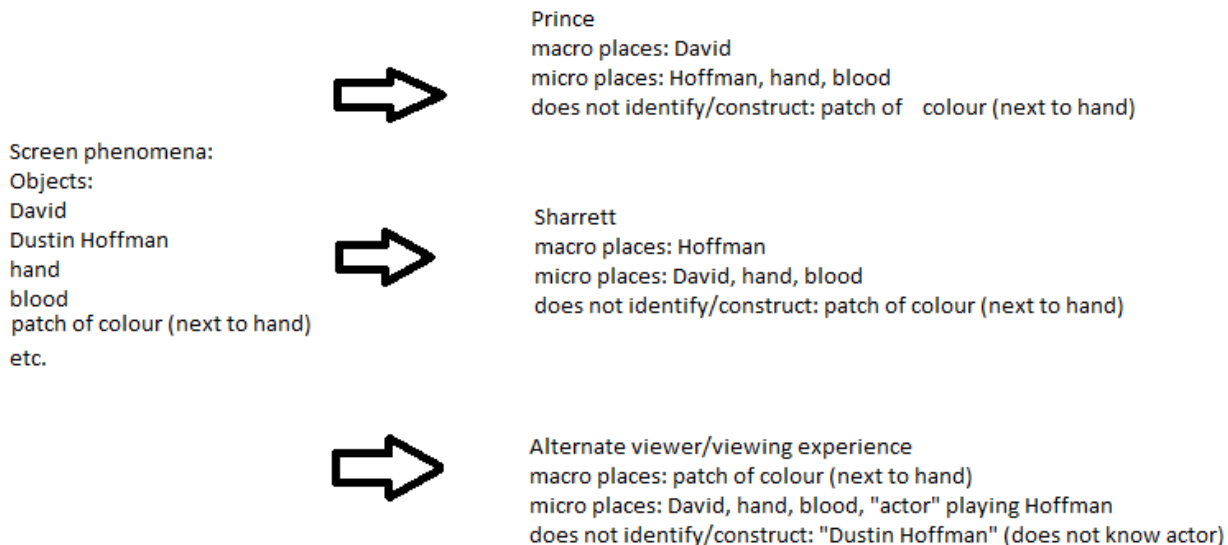 Prince
macro places: David
micro places: Hoffman, hand, blood
does not identify/construct: patch of colour (next to hand)
Screen phenomena:
Objects:
David
Dustin Hoffman
hand
blood
patch of colour (next to hand)
etc.
Sharrett
macro places: Hoffman
micro places: David, hand, blood
does not identify/construct: patch of colour (next to hand)
Alternate viewer/viewing experience
macro places: patch of colour (next to hand)
micro places: David, hand, blood, "actor" playing Hoffman
does not identify/construct: "Dustin Hoffman" (does not know actor)